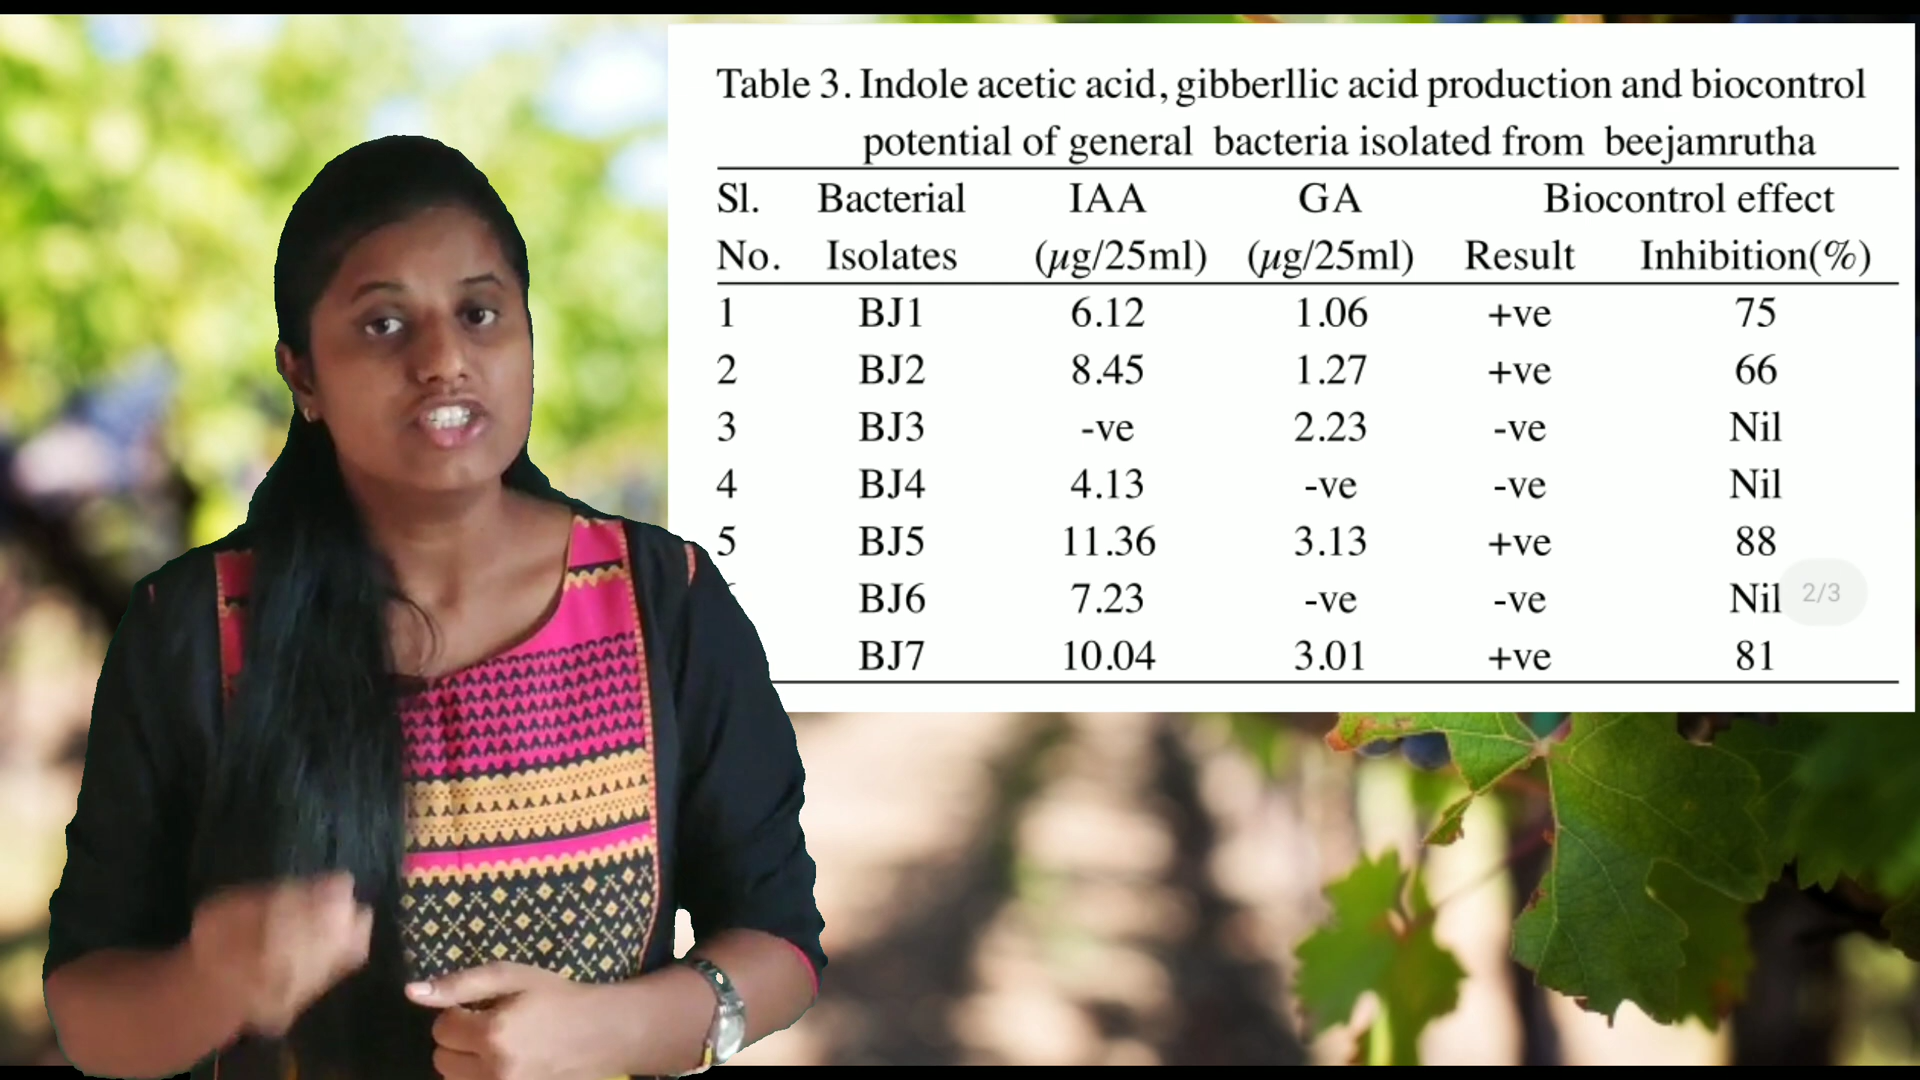 Table 3. Indole acetic acid, gibberllic acid production and biocontrol
potential of general bacteria isolated from beejamrutha
Sl. Bacterial IAA GA Biocontrol effect
No. Isolates (µg/25ml) (µg/25ml) Result Inhibition(%)
1 BJ1 6.12 1.06 +ve 75
2 BJ2 8.45 1.27 +ve 66
3 BJ3 -ve 2.23 -ve Nil
4 BJ4 4.13 -ve -ve Nil
5 BJ5 11.36 3.13 +ve 88
BJ6 7.23 -ve -ve Nil 2/3
BJ7 10.04 3.01 +ve 81